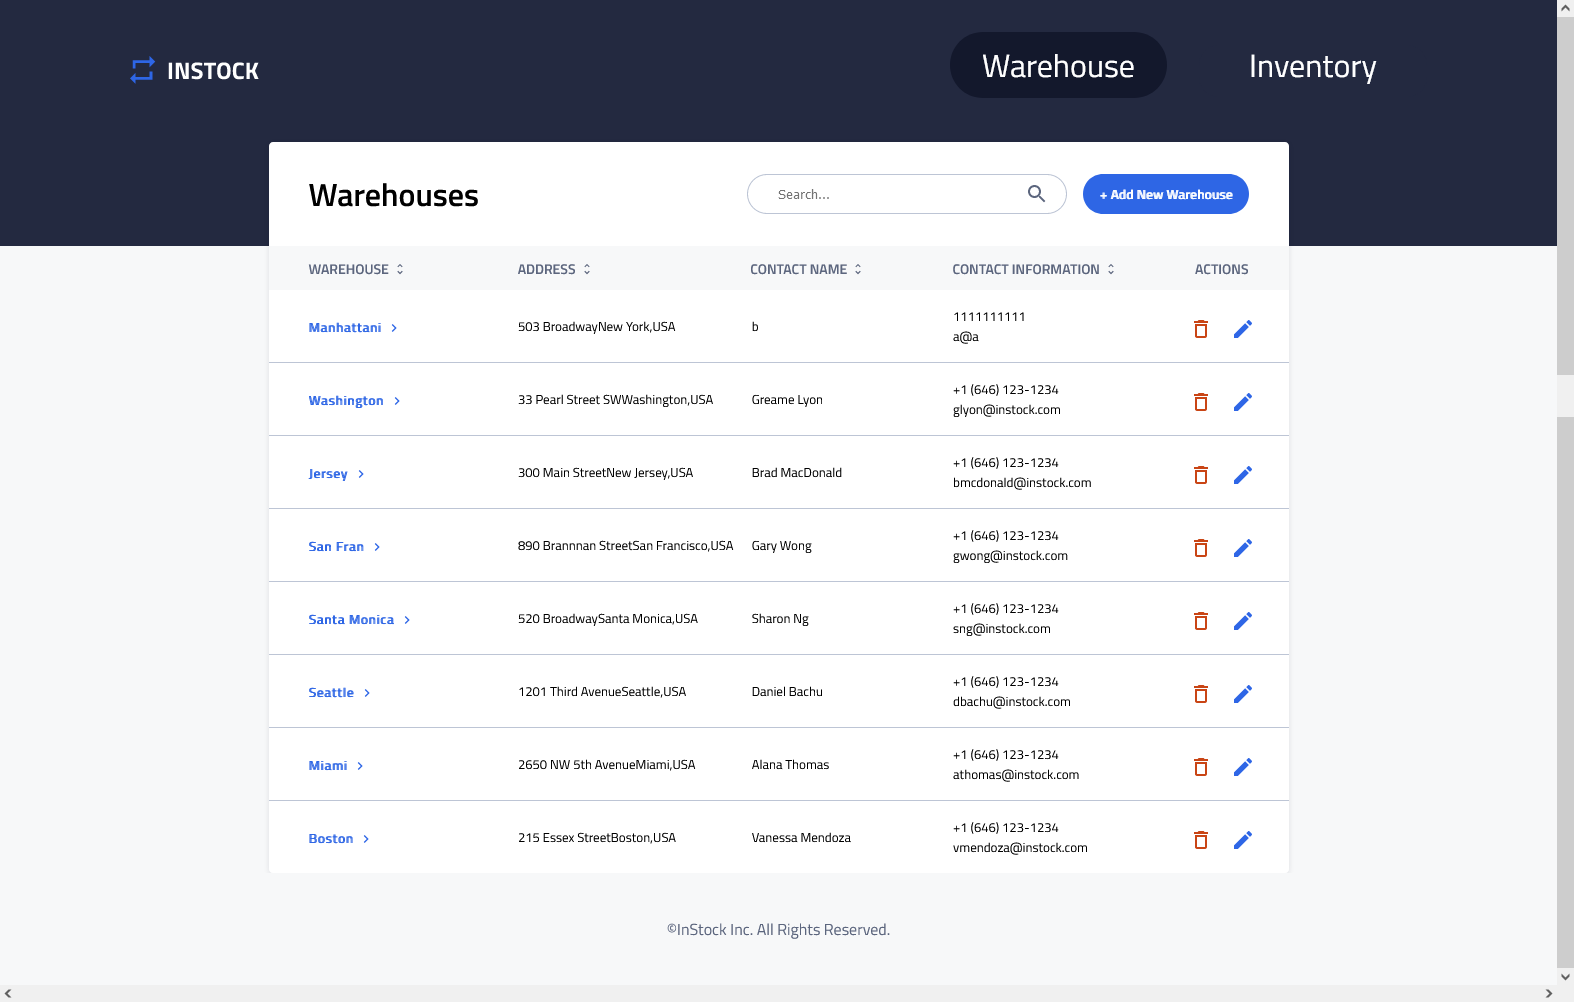 INSTOCK
Warehouse
Inventory
Warehouses
Search...
+ Add New Warehouse
WAREHOUSE
ADDRESS
CONTACT NAME
CONTACT INFORMATION
ACTIONS
Manhattani
503 BroadwayNew York,USA
b
1111111111
a@a
Washington
33 Pearl Street SWWashington,USA
Greame Lyon
+1 (646) 123-1234
glyon@instock.com
Jersey
300 Main StreetNew Jersey,USA
Brad MacDonald
+1 (646) 123-1234
bmcdonald@instock.com
San Fran
890 Brannnan StreetSan Francisco,USA
Gary Wong
+1 (646) 123-1234
gwong@instock.com
Santa Monica
520 BroadwaySanta Monica,USA
Sharon Ng
+1 (646) 123-1234
sng@instock.com
Seattle
1201 Third AvenueSeattle,USA
Daniel Bachu
+1 (646) 123-1234
dbachu@instock.com
Miami
2650 NW 5th AvenueMiami,USA
Alana Thomas
+1 (646) 123-1234
athomas@instock.com
Boston
215 Essex StreetBoston,USA
Vanessa Mendoza
+1 (646) 123-1234
vmendoza@instock.com
©InStock Inc. All Rights Reserved.